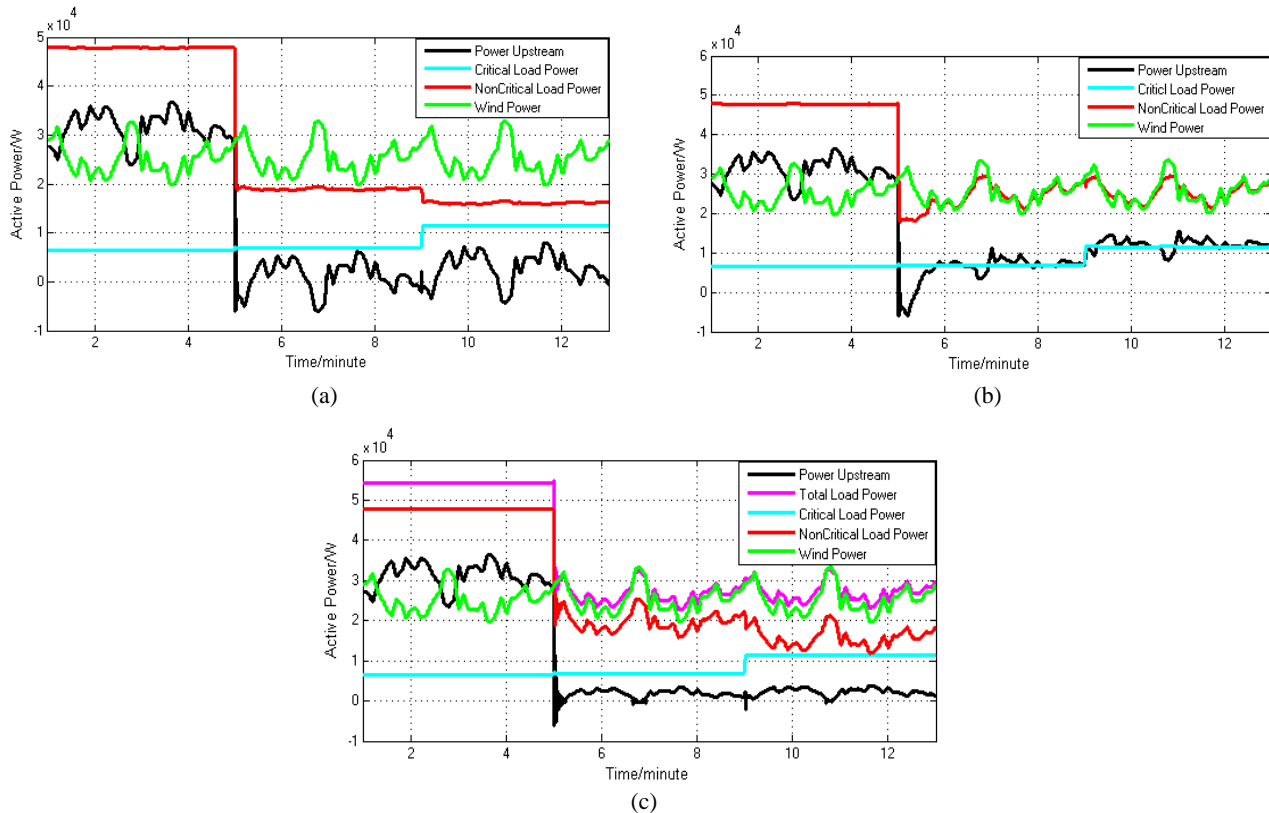 x 10^4
5
4
3
2
1
0
-1
Active Power/W
2
4
6
8
10
12
Time/minute
Power Upstream
Critical Load Power
NonCritical Load Power
Wind Power
(a)
x 10^4
6
5
4
3
2
1
0
-1
Active Power/W
2
4
6
8
10
12
Time/minute
Power Upstream
Criticl Load Power
NonCritical Load Power
Wind Power
(b)
x 10^4
6
5
4
3
2
1
0
-1
Active Power/W
2
4
6
8
10
12
Time/minute
Power Upstream
Total Load Power
Critical Load Power
NonCritical Load Power
Wind Power
(c)